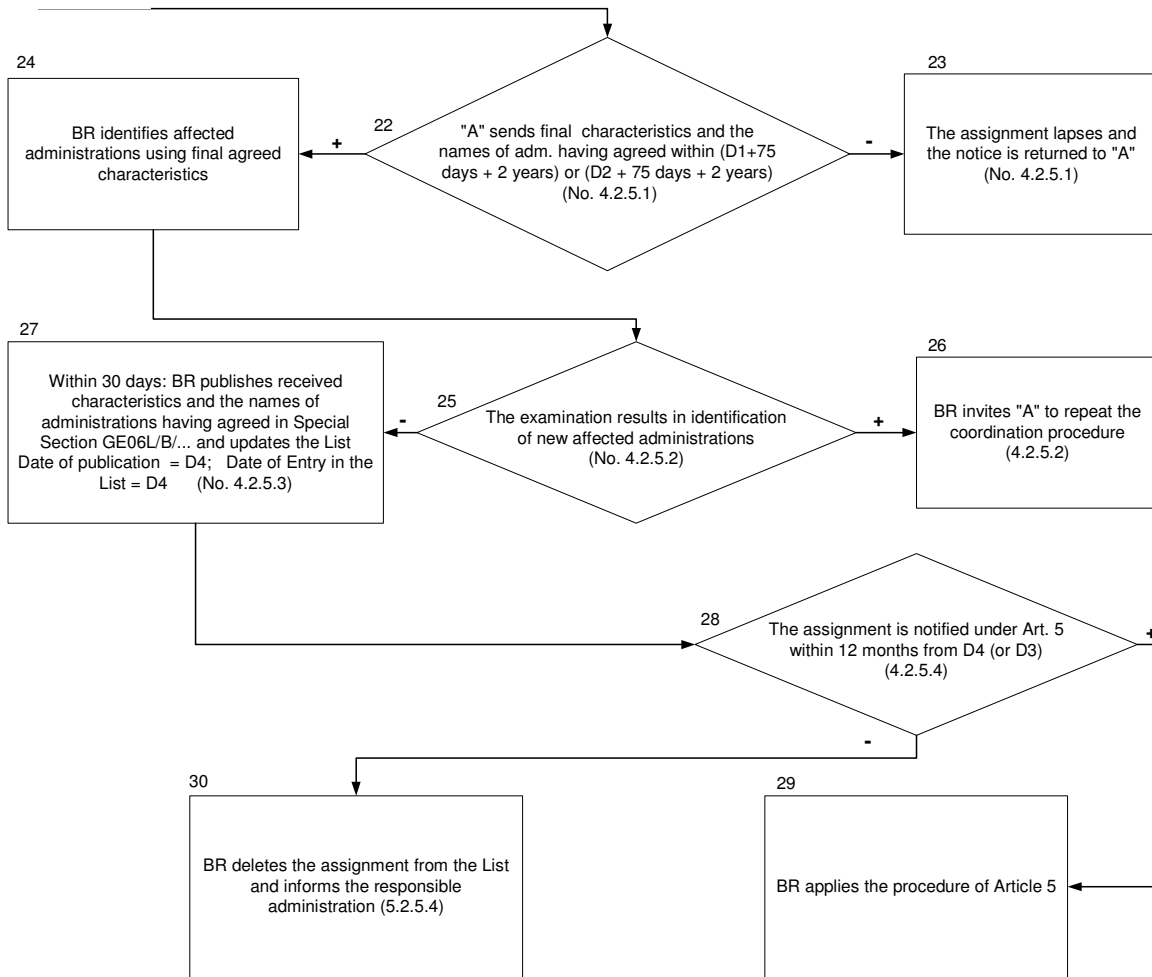 24
BR identifies affected
administrations using final agreed
characteristics
+
22
"A" sends final characteristics and the
names of adm. having agreed within (D1+75
days + 2 years) or (D2 + 75 days + 2 years)
(No. 4.2.5.1)
-
23
The assignment lapses and
the notice is returned to "A"
(No. 4.2.5.1)
27
Within 30 days: BR publishes received
characteristics and the names of
administrations having agreed in Special
Section GE06L/B/... and updates the List
Date of publication = D4; Date of Entry in the
List = D4 (No. 4.2.5.3)
-
25
The examination results in identification
of new affected administrations
(No. 4.2.5.2)
+
26
BR invites "A" to repeat the
coordination procedure
(4.2.5.2)
28
The assignment is notified under Art. 5
within 12 months from D4 (or D3)
(4.2.5.4)
+
-
30
BR deletes the assignment from the List
and informs the responsible
administration (5.2.5.4)
29
BR applies the procedure of Article 5